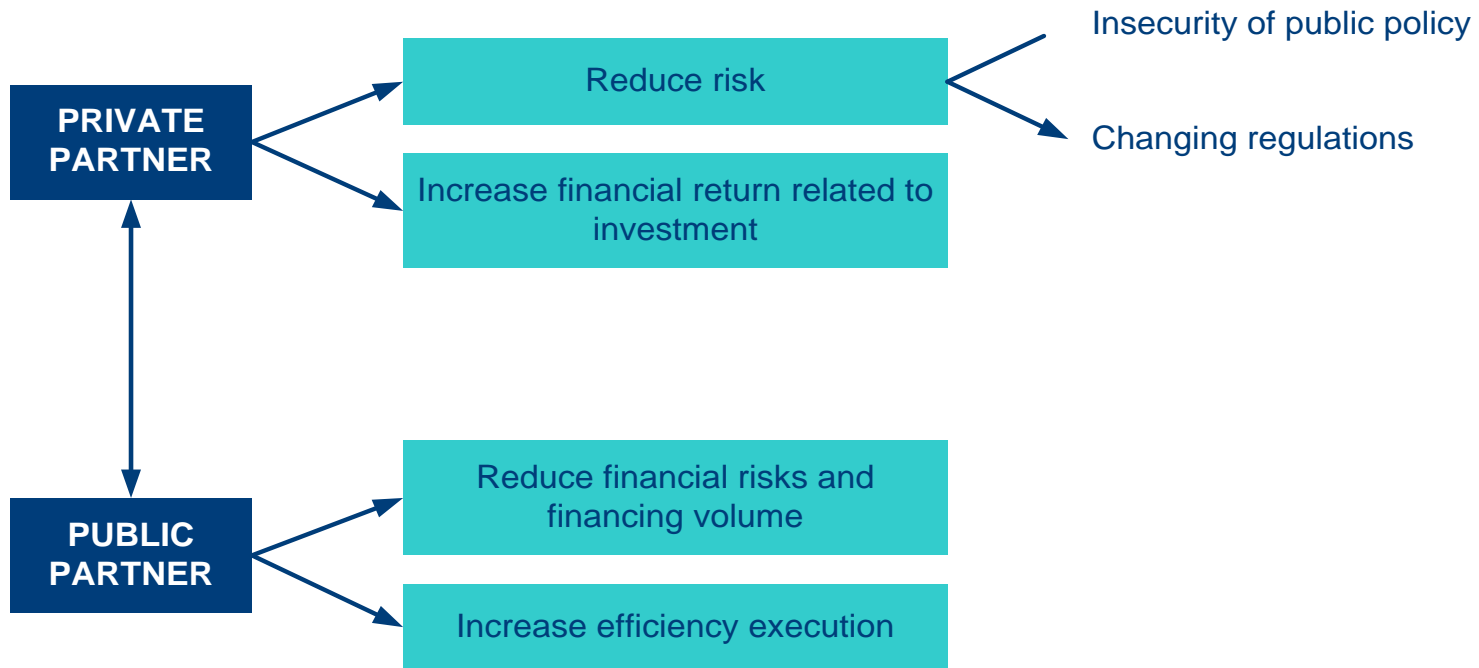 Insecurity of public policy
Reduce risk
PRIVATE
PARTNER
Changing regulations
Increase financial return related to
investment
Reduce financial risks and
financing volume
PUBLIC
PARTNER
Increase efficiency execution